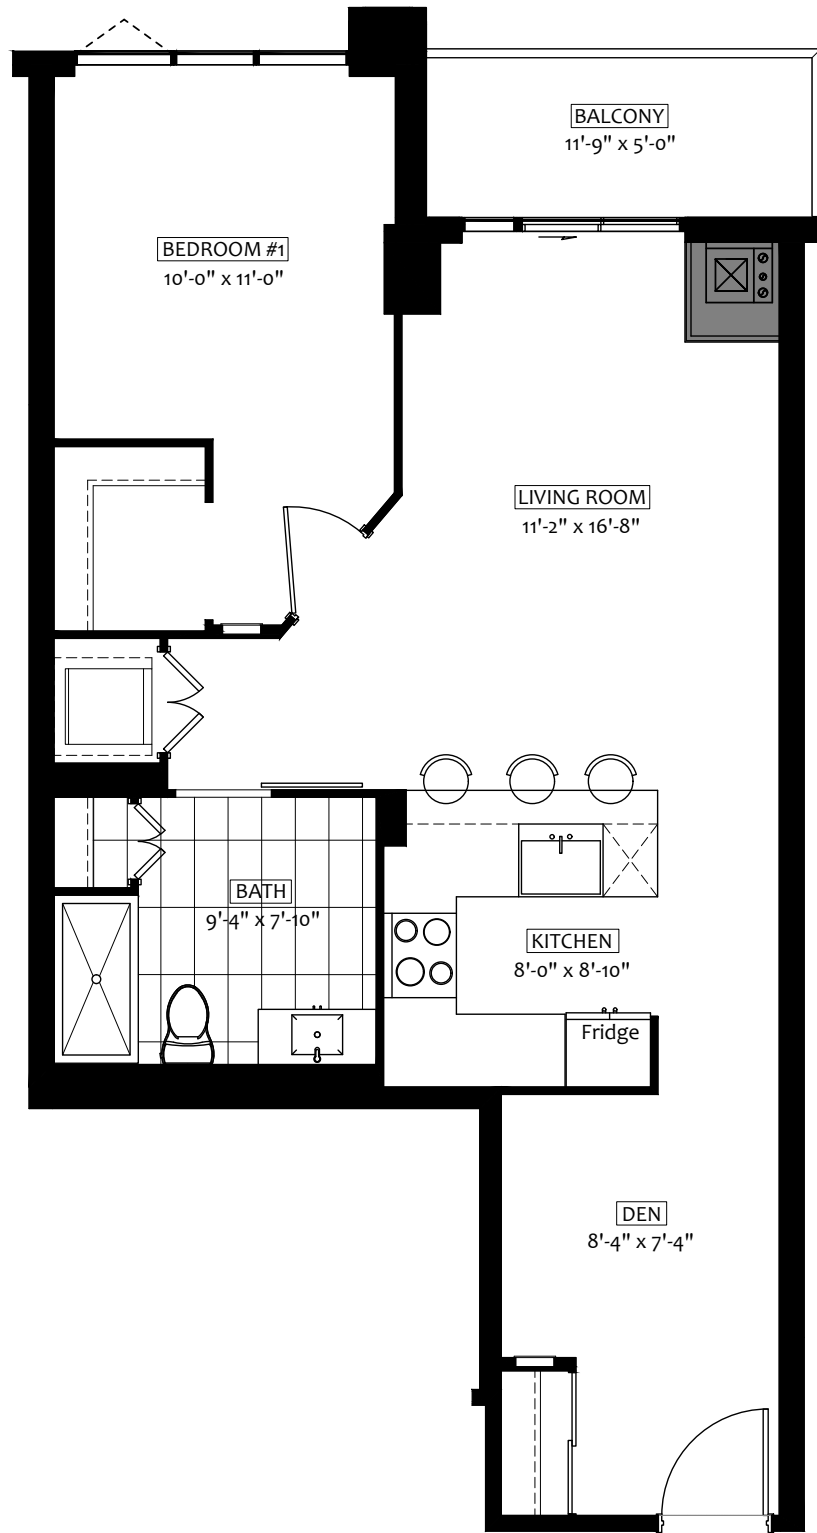 BALCONY
11'-9" x 5'-0"
BEDROOM #1
10'-0" x 11'-0"
LIVING ROOM
11'-2" x 16'-8"
BATH
9'-4" x 7'-10"
KITCHEN
8'-0" x 8'-10"
Fridge
DEN
8'-4" x 7'-4"